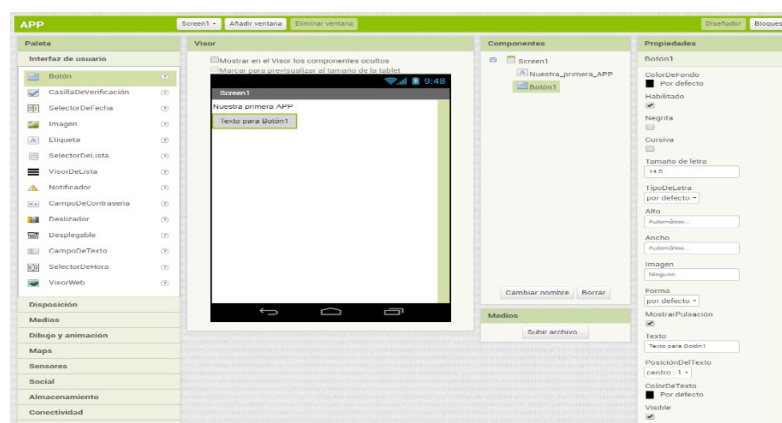 APP
Screen1
Añadir ventana
Eliminar ventana
Diseñador
Bloques
Paleta
Interfaz de usuario
Botón
CasillaDeVerificación
SelectorDeFecha
Imagen
Etiqueta
SelectorDeLista
VisorDeLista
Notificador
CampoDeContraseña
Deslizador
Desplegable
CampoDeTexto
SelectorDeHora
VisorWeb
Disposición
Medios
Dibujo y animación
Maps
Sensores
Social
Almacenamiento
Conectividad
Visor
Mostrar en el Visor los componentes ocultos
Marcar para previsualizar al tamaño de la tablet
9:48
Screen1
Nuestra primera APP
Texto para Botón1
Componentes
Screen1
Nuestra_primera_APP
Botón1
Cambiar nombre
Borrar
Medios
Subir archivo...
Propiedades
Botón1
ColorDeFondo
Por defecto
Habilitado
Negrita
Cursiva
Tamaño de letra
14.0
TipoDeLetra
por defecto
Alto
Automático...
Ancho
Automático...
Imagen
Ninguno...
Forma
por defecto
MostrarPulsación
Texto
Texto para Botón1
PosiciónDelTexto
centro : 1
ColorDeTexto
Por defecto
Visible